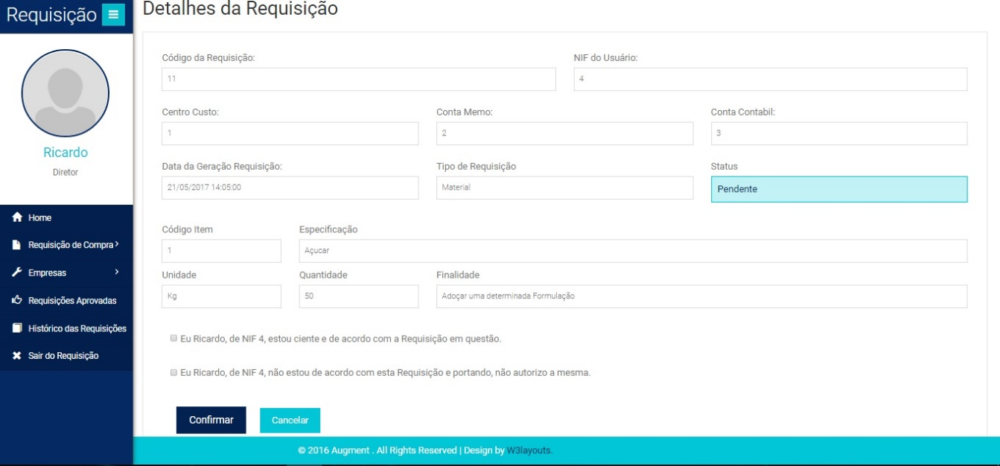 Requisição
Detalhes da Requisição
Ricardo
Diretor
Home
Requisição de Compra
Empresas
Requisições Aprovadas
Histórico das Requisições
Sair do Requisição
Código da Requisição: NIF do Usuário:
11 4
Centro Custo: Conta Memo: Conta Contabil:
1 2 3
Data da Geração Requisição: Tipo de Requisição Status
21/05/2017 14:05:00 Material Pendente
Código Item Especificação
1 Açucar
Unidade Quantidade Finalidade
Kg 50 Adoçar uma determinada Formulação
Eu Ricardo, de NIF 4, estou ciente e de acordo com a Requisição em questão.
Eu Ricardo, de NIF 4, não estou de acordo com esta Requisição e portando, não autorizo a mesma.
Confirmar Cancelar
© 2016 Augment . All Rights Reserved | Design by W3layouts.